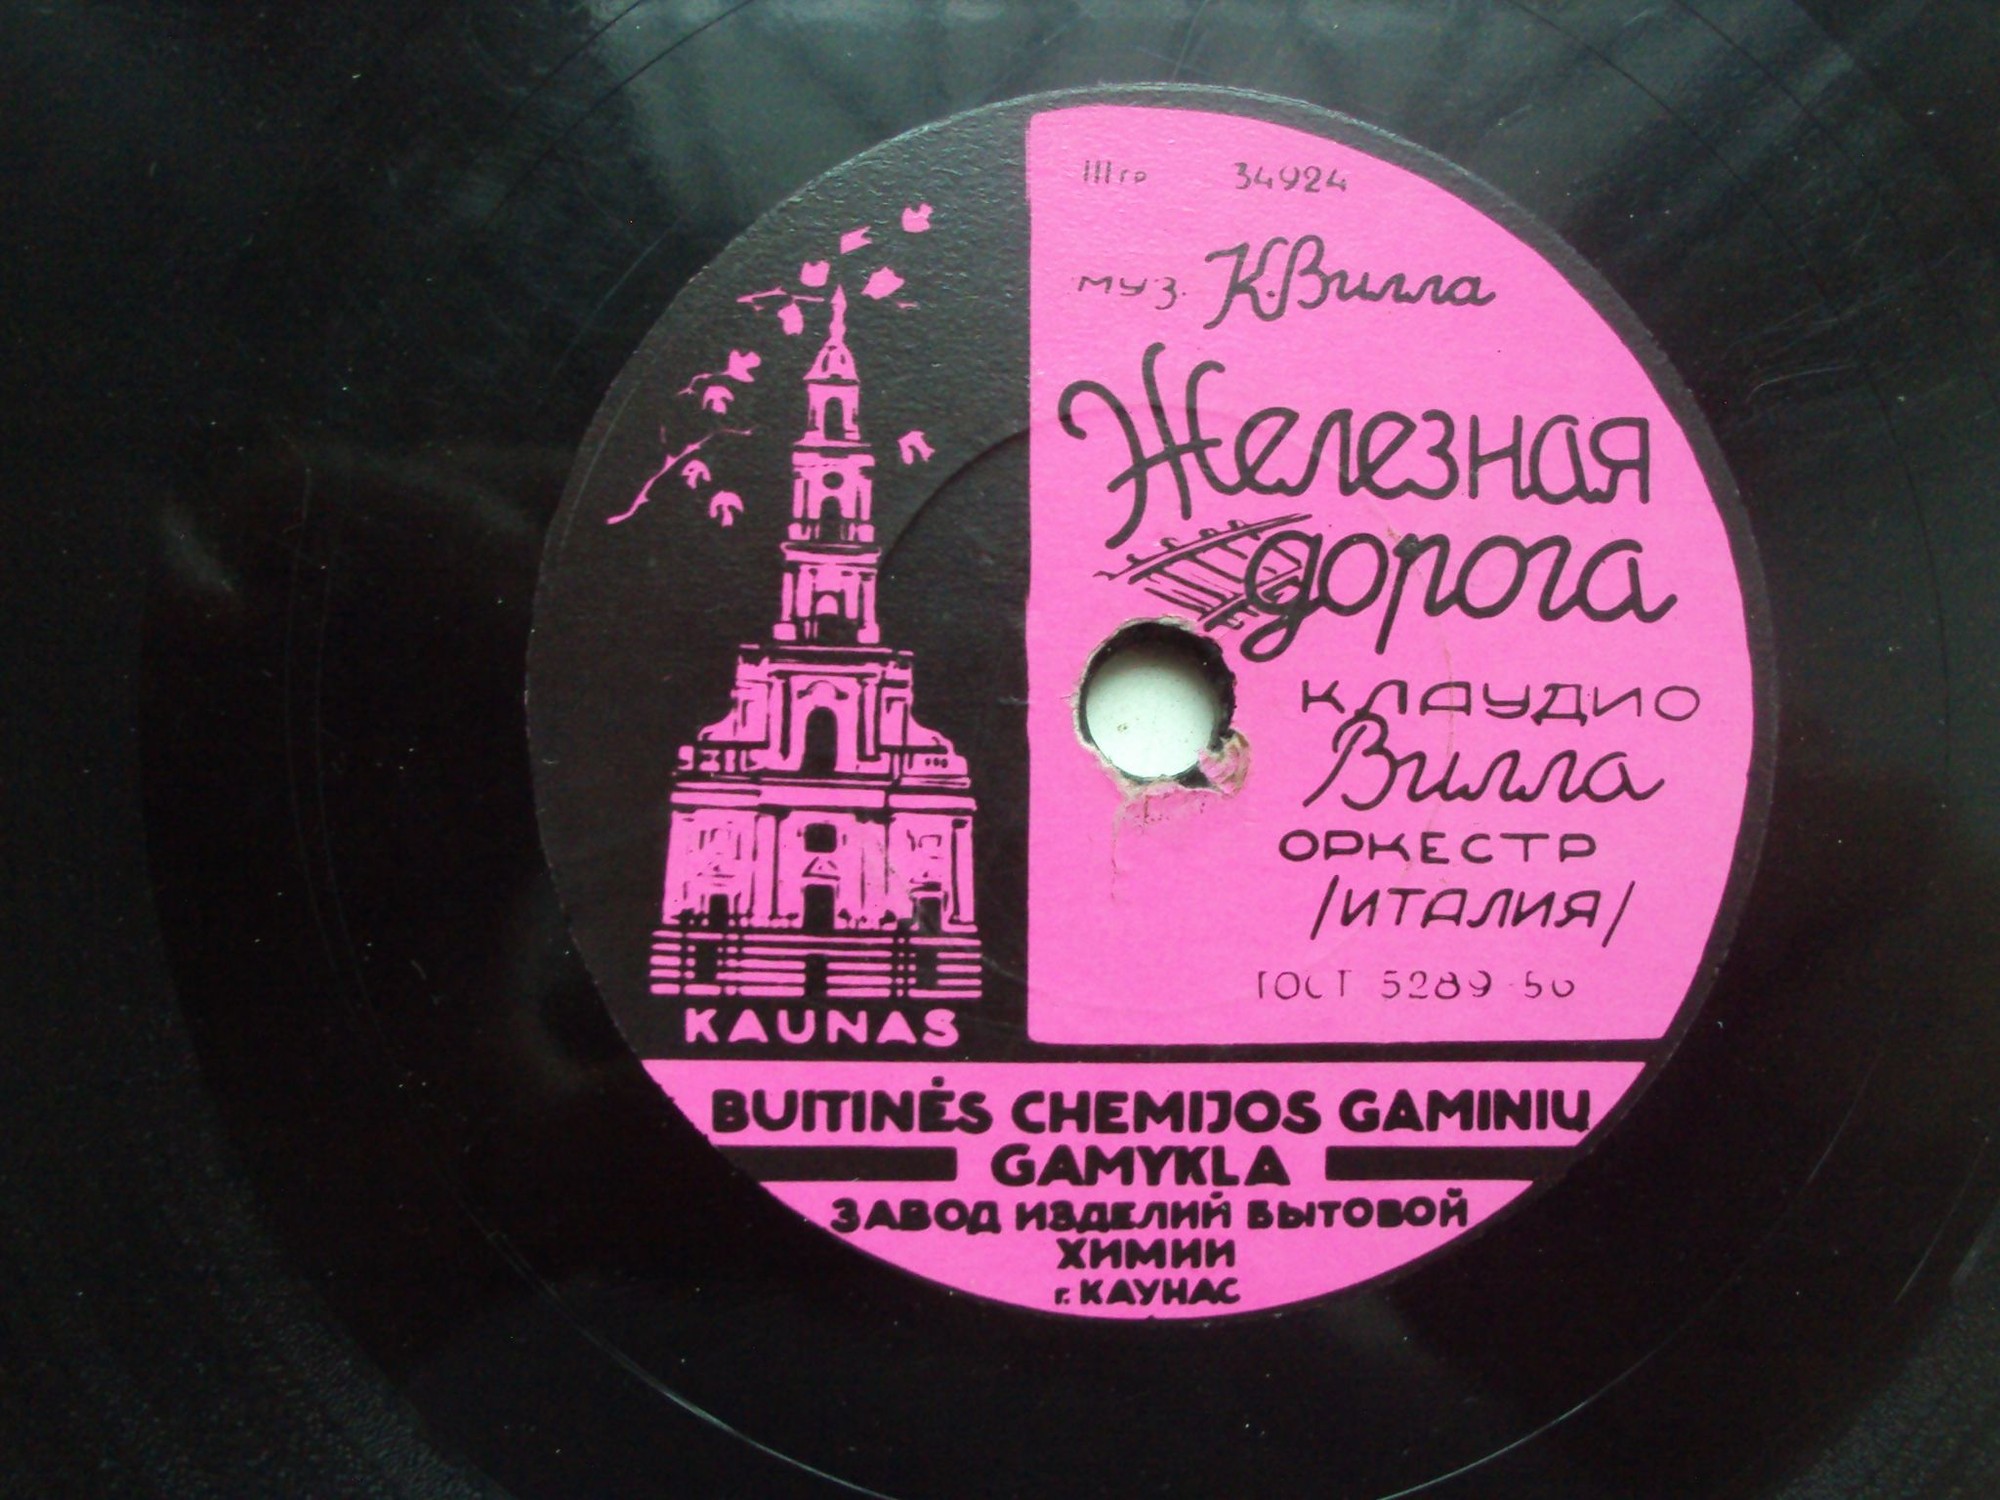 III гр 34924
муз. К. Вилла
Железная
дорога
КЛАУДИО
Вилла
ОРКЕСТР
/ИТАЛИЯ/
ГОСТ 5289-56
KAUNAS
BUITINĖS CHEMIJOS GAMINIŲ
GAMYKLA
ЗАВОД ИЗДЕЛИЙ БЫТОВОЙ
ХИМИИ
г. КАУНАС